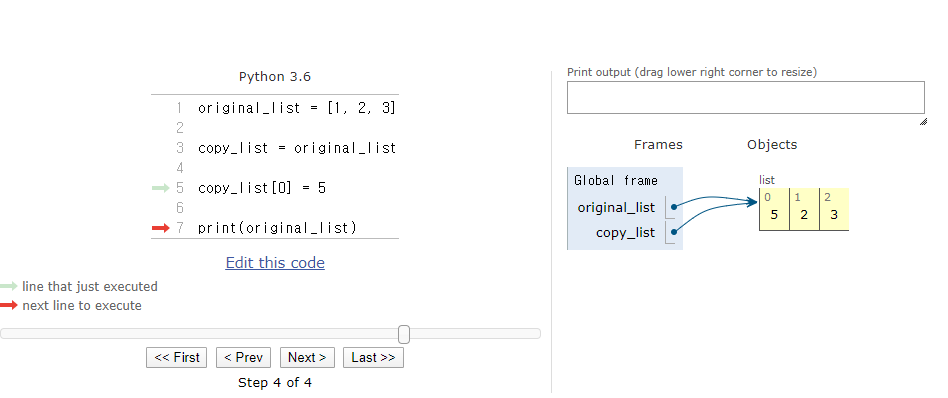 Python 3.6
1 original_list = [1, 2, 3]
2
3 copy_list = original_list
4
5 copy_list[0] = 5
6
7 print(original_list)
Edit this code
line that just executed
next line to execute
<< First < Prev Next > Last >>
Step 4 of 4
Print output (drag lower right corner to resize)
Frames Objects
Global frame
original_list
copy_list
list
0 1 2
5 2 3